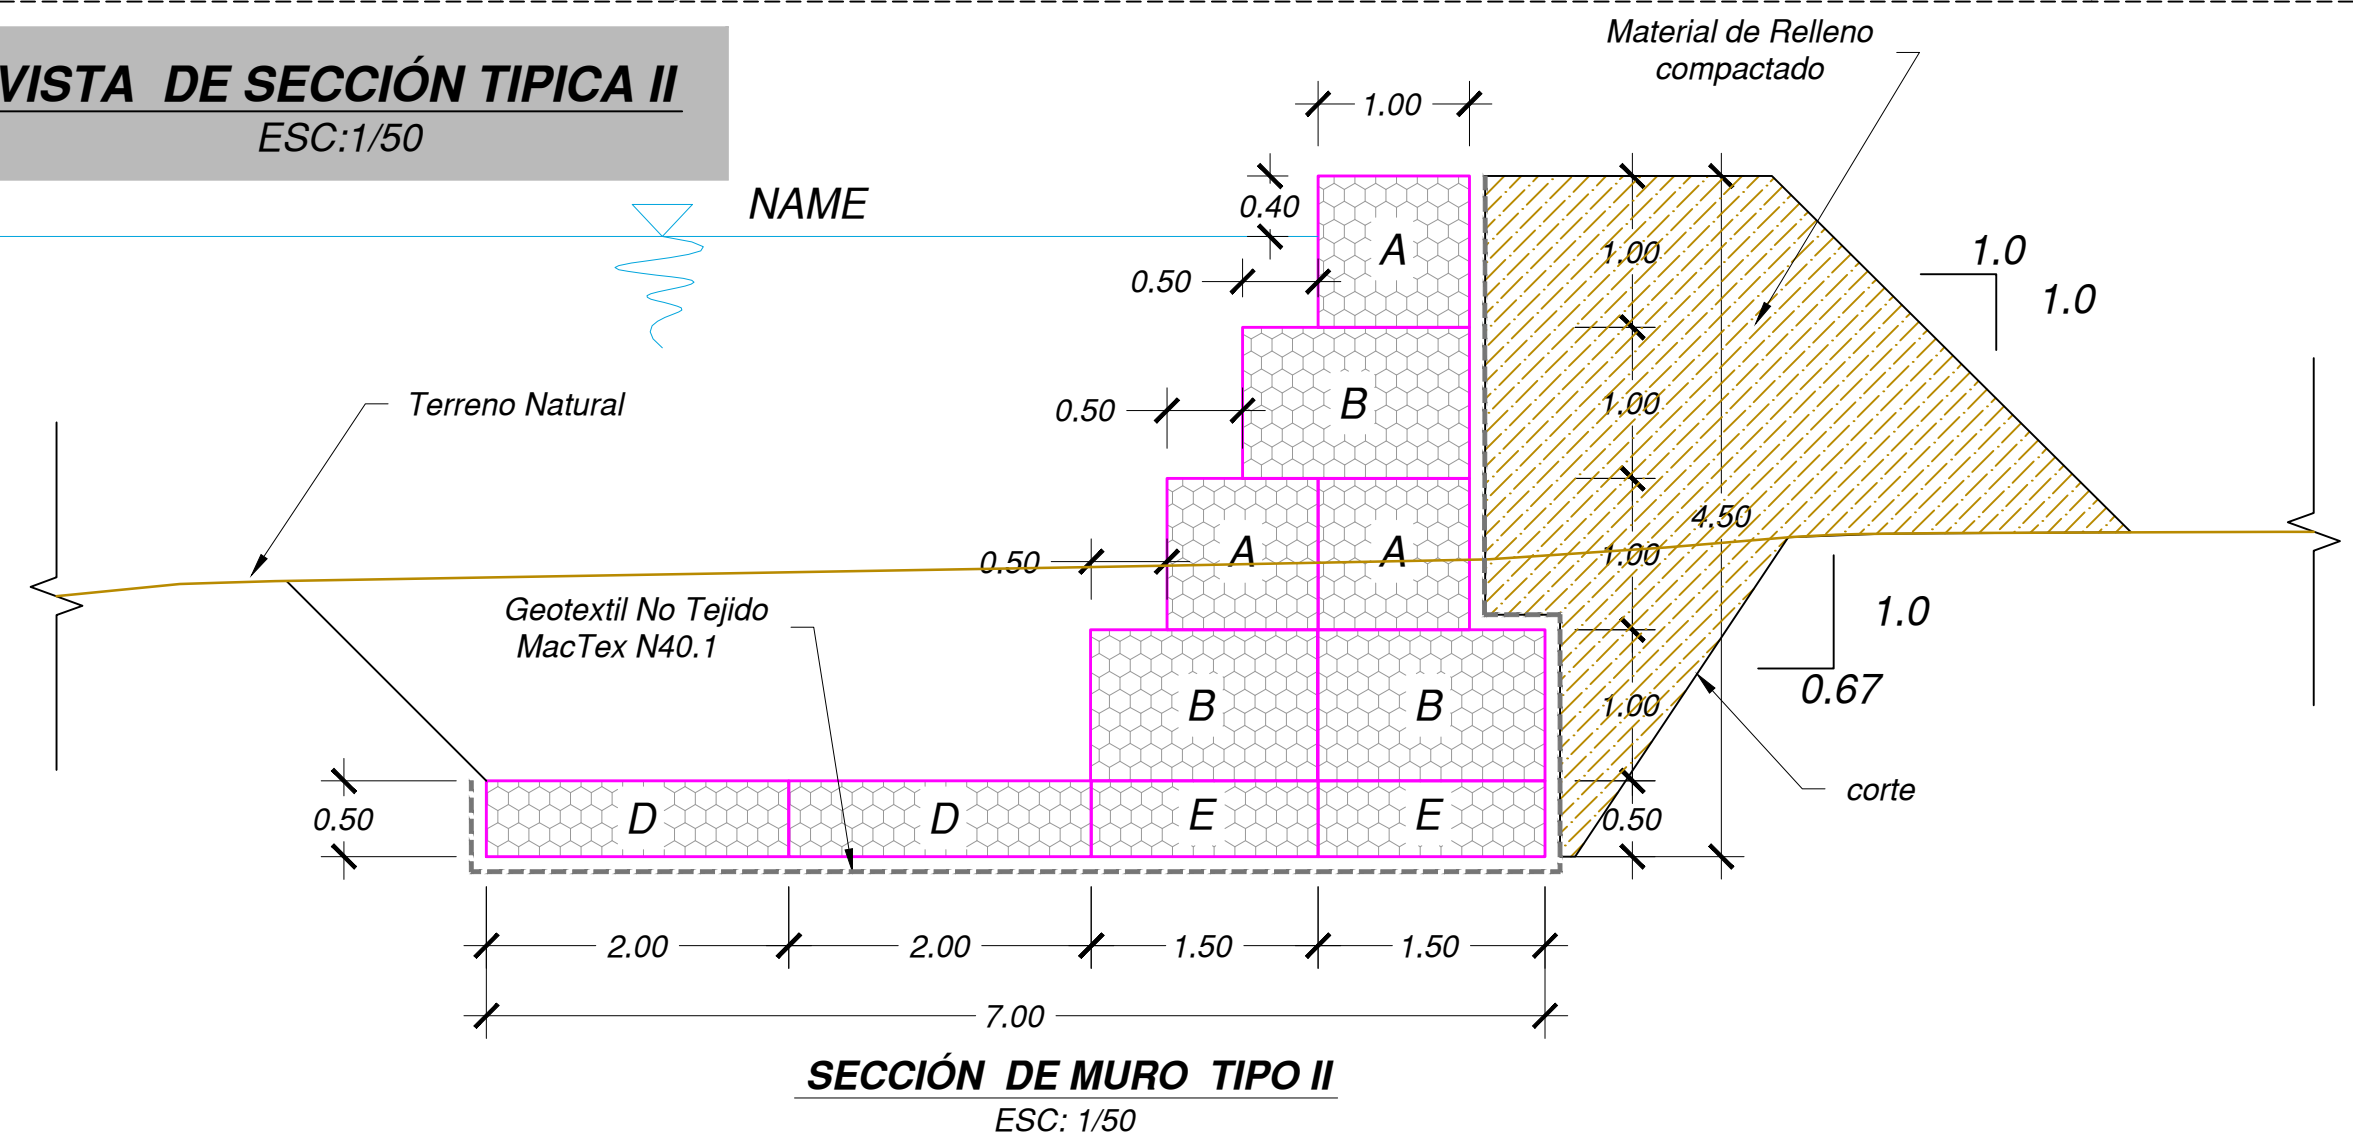 VISTA DE SECCIÓN TIPICA II
ESC:1/50
Material de Relleno
compactado
1.00
NAME
0.40
A
1.00
1.0
1.0
0.50
Terreno Natural
0.50
B
1.00
4.50
0.50
A
A
1.00
Geotextil No Tejido
MacTex N40.1
1.0
0.67
B
B
1.00
corte
0.50
D
D
E
E
0.50
2.00
2.00
1.50
1.50
7.00
SECCIÓN DE MURO TIPO II
ESC: 1/50